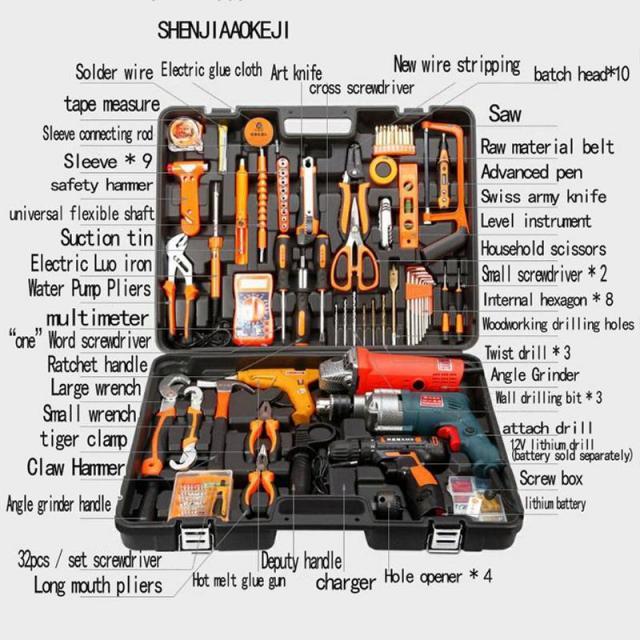 SHENJIAAOKEJI
Solder wire
Electric glue cloth
Art knife
cross screwdriver
New wire stripping
batch head*10
tape measure
Sleeve connecting rod
Sleeve * 9
safety hammer
universal flexible shaft
Suction tin
Electric Luo iron
Water Pump Pliers
multimeter
“one” Word screwdriver
Ratchet handle
Large wrench
Small wrench
tiger clamp
Claw Hammer
Angle grinder handle
Saw
Raw material belt
Advanced pen
Swiss army knife
Level instrument
Household scissors
Small screwdriver * 2
Internal hexagon * 8
Woodworking drilling holes
Twist drill * 3
Angle Grinder
Wall drilling bit * 3
attach drill
12V lithium drill
(battery sold separately)
Screw box
lithium battery
32pcs / set screwdriver
Long mouth pliers
Hot melt glue gun
Deputy handle
charger
Hole opener * 4